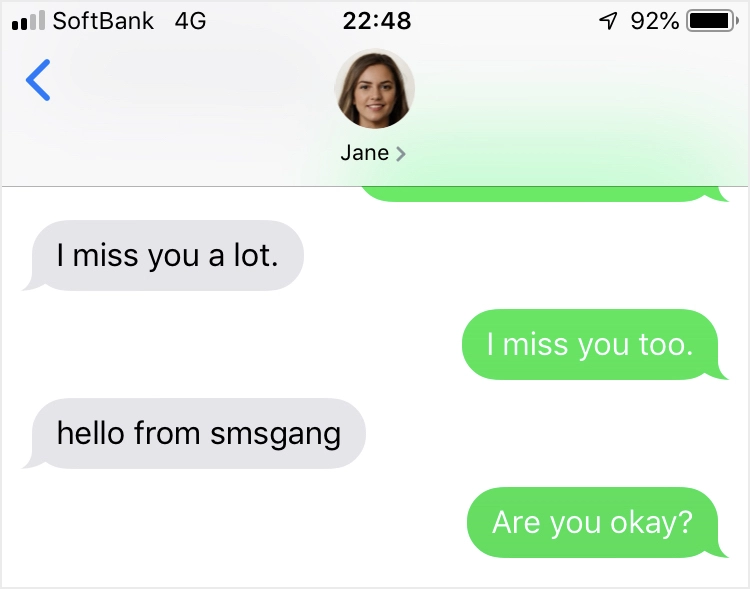 SoftBank 4G 22:48 92%
Jane
I miss you a lot.
I miss you too.
hello from smsgang
Are you okay?